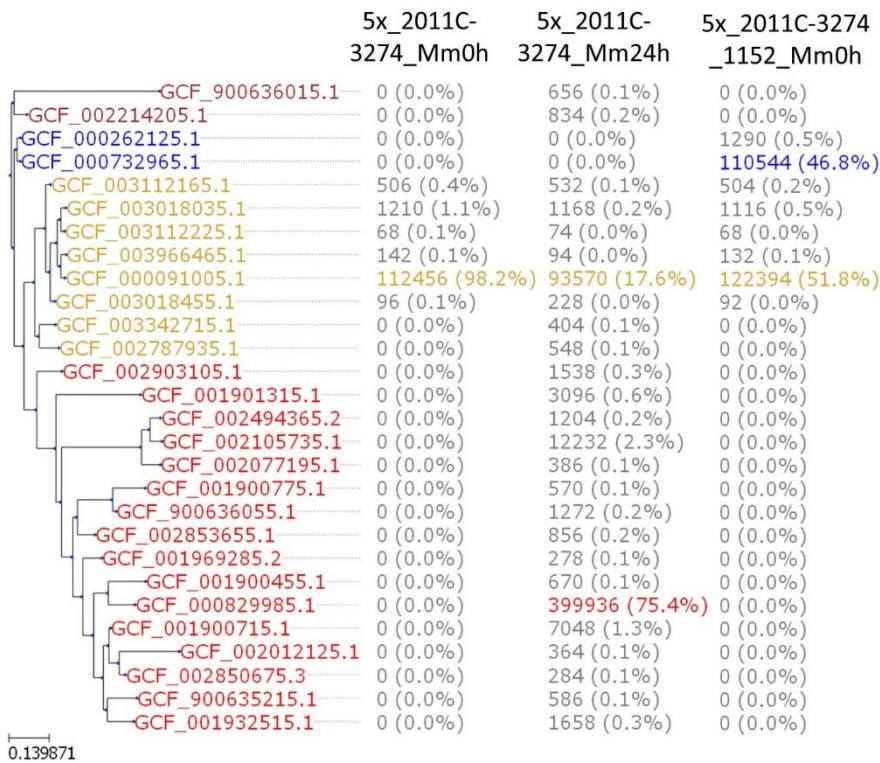 5x_2011C- 5x_2011C- 5x_2011C-3274
3274_Mm0h 3274_Mm24h _1152_Mm0h
GCF_900636015.1 0 (0.0%) 656 (0.1%) 0 (0.0%)
GCF_002214205.1 0 (0.0%) 834 (0.2%) 0 (0.0%)
GCF_000262125.1 0 (0.0%) 0 (0.0%) 1290 (0.5%)
GCF_000732965.1 0 (0.0%) 0 (0.0%) 110544 (46.8%)
GCF_003112165.1 506 (0.4%) 532 (0.1%) 504 (0.2%)
GCF_003018035.1 1210 (1.1%) 1168 (0.2%) 1116 (0.5%)
GCF_003112225.1 68 (0.1%) 74 (0.0%) 68 (0.0%)
GCF_003966465.1 142 (0.1%) 94 (0.0%) 132 (0.1%)
GCF_000091005.1 112456 (98.2%) 93570 (17.6%) 122394 (51.8%)
GCF_003018455.1 96 (0.1%) 228 (0.0%) 92 (0.0%)
GCF_003342715.1 0 (0.0%) 404 (0.1%) 0 (0.0%)
GCF_002787935.1 0 (0.0%) 548 (0.1%) 0 (0.0%)
GCF_002903105.1 0 (0.0%) 1538 (0.3%) 0 (0.0%)
GCF_001901315.1 0 (0.0%) 3096 (0.6%) 0 (0.0%)
GCF_002494365.2 0 (0.0%) 1204 (0.2%) 0 (0.0%)
GCF_002105735.1 0 (0.0%) 12232 (2.3%) 0 (0.0%)
GCF_002077195.1 0 (0.0%) 386 (0.1%) 0 (0.0%)
GCF_001900775.1 0 (0.0%) 570 (0.1%) 0 (0.0%)
GCF_900636055.1 0 (0.0%) 1272 (0.2%) 0 (0.0%)
GCF_002853655.1 0 (0.0%) 856 (0.2%) 0 (0.0%)
GCF_001969285.2 0 (0.0%) 278 (0.1%) 0 (0.0%)
GCF_001900455.1 0 (0.0%) 670 (0.1%) 0 (0.0%)
GCF_000829985.1 0 (0.0%) 399936 (75.4%) 0 (0.0%)
GCF_001900715.1 0 (0.0%) 7048 (1.3%) 0 (0.0%)
GCF_002012125.1 0 (0.0%) 364 (0.1%) 0 (0.0%)
GCF_002850675.3 0 (0.0%) 284 (0.1%) 0 (0.0%)
GCF_900635215.1 0 (0.0%) 586 (0.1%) 0 (0.0%)
GCF_001932515.1 0 (0.0%) 1658 (0.3%) 0 (0.0%)
0.139871